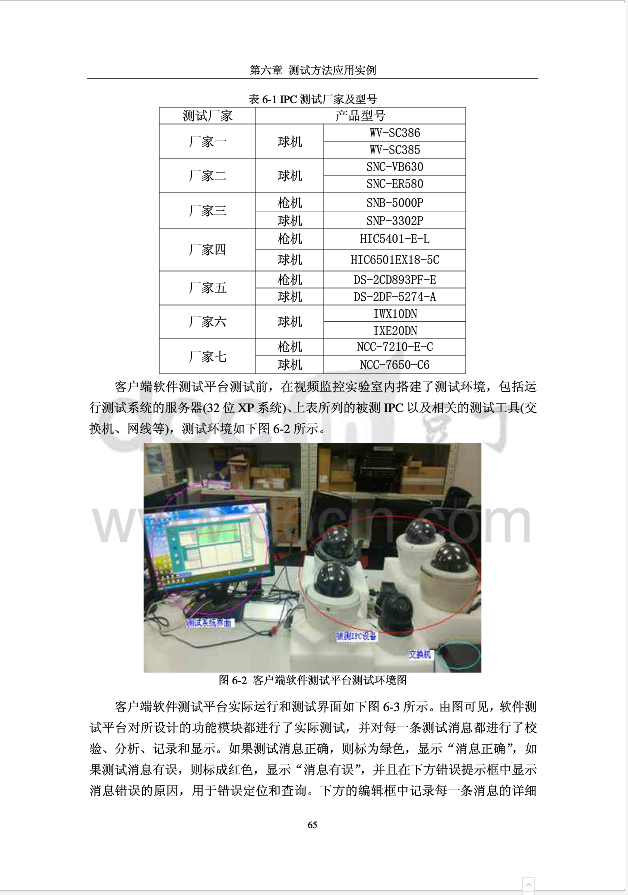 第六章 测试方法应用实例
表 6-1 IPC 测试厂家及型号
测试厂家 产品型号
厂家一 球机 WV-SC386
WV-SC385
厂家二 球机 SNC-VB630
SNC-ER580
厂家三 枪机 SNB-5000P
球机 SNP-3302P
厂家四 枪机 HIC5401-E-L
球机 HIC6501EX18-5C
厂家五 枪机 DS-2CD893PF-E
球机 DS-2DF-5274-A
厂家六 球机 IWX10DN
IXE20DN
厂家七 枪机 NCC-7210-E-C
球机 NCC-7650-C6
客户端软件测试平台测试前，在视频监控实验室内搭建了测试环境，包括运
行测试系统的服务器(32 位 XP 系统)、上表所列的被测 IPC 以及相关的测试工具(交
换机、网线等)，测试环境如下图 6-2 所示。
docin 豆丁
www.docin.com
测试系统界面
被测IPC设备
交换机
图 6-2 客户端软件测试平台测试环境图
客户端软件测试平台实际运行和测试界面如下图 6-3 所示。由图可见，软件测
试平台对所设计的功能模块都进行了实际测试，并对每一条测试消息都进行了校
验、分析、记录和显示。如果测试消息正确，则标为绿色，显示“消息正确”，如
果测试消息有误，则标成红色，显示“消息有误”，并且在下方错误提示框中显示
消息错误的原因，用于错误定位和查询。下方的编辑框中记录每一条消息的详细
65